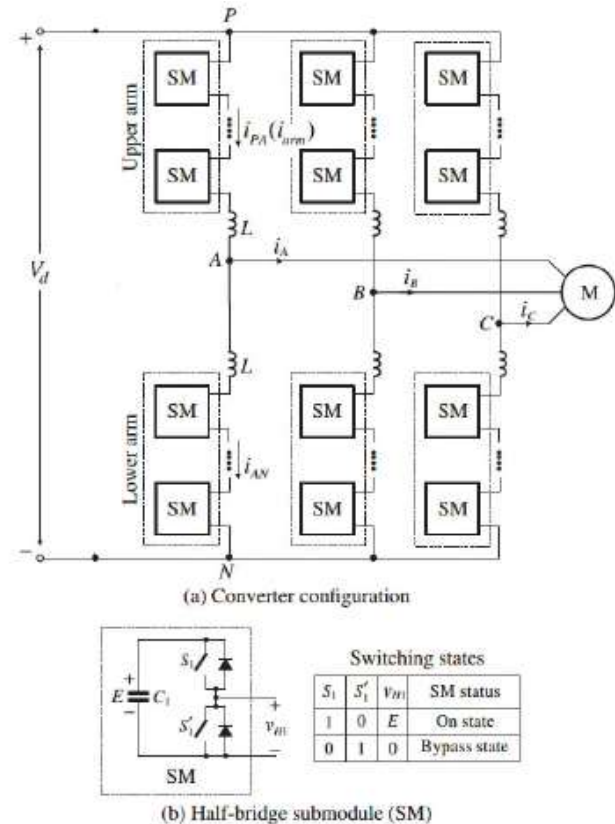 P
+
SM SM SM
Upper arm
i_PA (i_arm)
SM SM SM
L
A i_A
V_d
B i_B
M
C i_C
L
SM SM SM
Lower arm
i_AN
SM SM SM
−
N
(a) Converter configuration
S_1
+
E C_1
−
S'_1
+
v_H1
−
SM
Switching states
S_1 S'_1 v_H1 SM status
1 0 E On state
0 1 0 Bypass state
(b) Half-bridge submodule (SM)